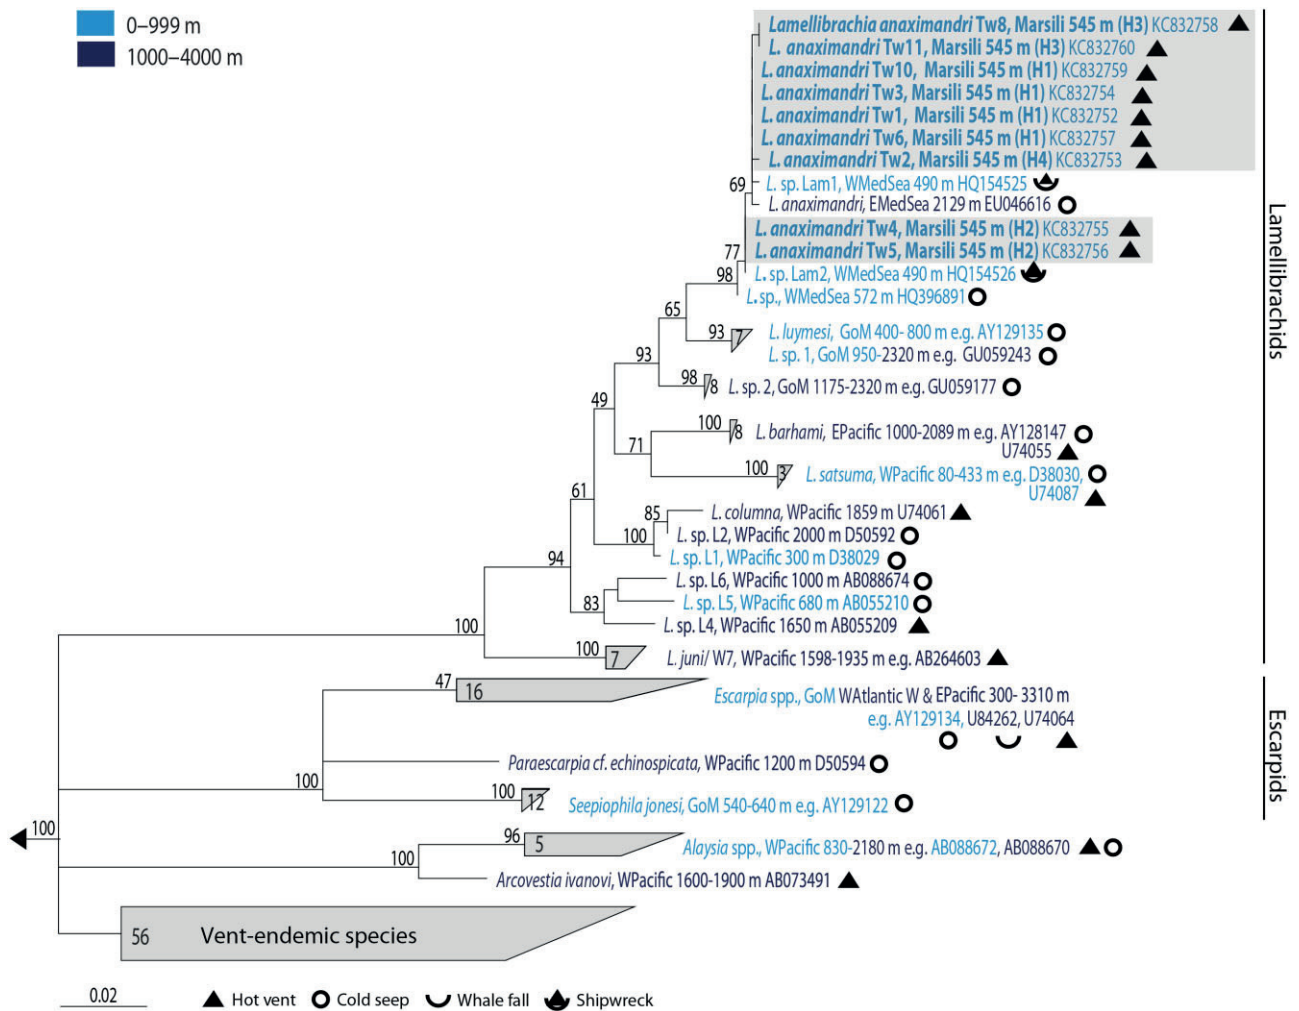 0–999 m
1000–4000 m
Lamellibrachia anaximandri Tw8, Marsili 545 m (H3) KC832758
L. anaximandri Tw11, Marsili 545 m (H3) KC832760
L. anaximandri Tw10, Marsili 545 m (H1) KC832759
L. anaximandri Tw3, Marsili 545 m (H1) KC832754
L. anaximandri Tw1, Marsili 545 m (H1) KC832752
L. anaximandri Tw6, Marsili 545 m (H1) KC832757
L. anaximandri Tw2, Marsili 545 m (H4) KC832753
69
L. sp. Lam1, WMedSea 490 m HQ154525
L. anaximandri, EMedSea 2129 m EU046616
L. anaximandri Tw4, Marsili 545 m (H2) KC832755
77
L. anaximandri Tw5, Marsili 545 m (H2) KC832756
98
L. sp. Lam2, WMedSea 490 m HQ154526
L. sp., WMedSea 572 m HQ396891
65
93
7
L. luymesi, GoM 400- 800 m e.g. AY129135
L. sp. 1, GoM 950-2320 m e.g. GU059243
93
98
8
L. sp. 2, GoM 1175-2320 m e.g. GU059177
49
100
8
L. barhami, EPacific 1000-2089 m e.g. AY128147
U74055
71
100
3
L. satsuma, WPacific 80-433 m e.g. D38030,
U74087
61
85
L. columna, WPacific 1859 m U74061
100
L. sp. L2, WPacific 2000 m D50592
L. sp. L1, WPacific 300 m D38029
94
L. sp. L6, WPacific 1000 m AB088674
83
L. sp. L5, WPacific 680 m AB055210
L. sp. L4, WPacific 1650 m AB055209
100
100
7
L. juni/ W7, WPacific 1598-1935 m e.g. AB264603
Lamellibrachids
47
16
Escarpia spp., GoM WAtlantic W & EPacific 300- 3310 m
e.g. AY129134, U84262, U74064
100
Paraescarpia cf. echinospicata, WPacific 1200 m D50594
100
12
Seepiophila jonesi, GoM 540-640 m e.g. AY129122
Escarpids
100
96
5
Alaysia spp., WPacific 830-2180 m e.g. AB088672, AB088670
100
Arcovestia ivanovi, WPacific 1600-1900 m AB073491
56
Vent-endemic species
0.02
Hot vent
Cold seep
Whale fall
Shipwreck